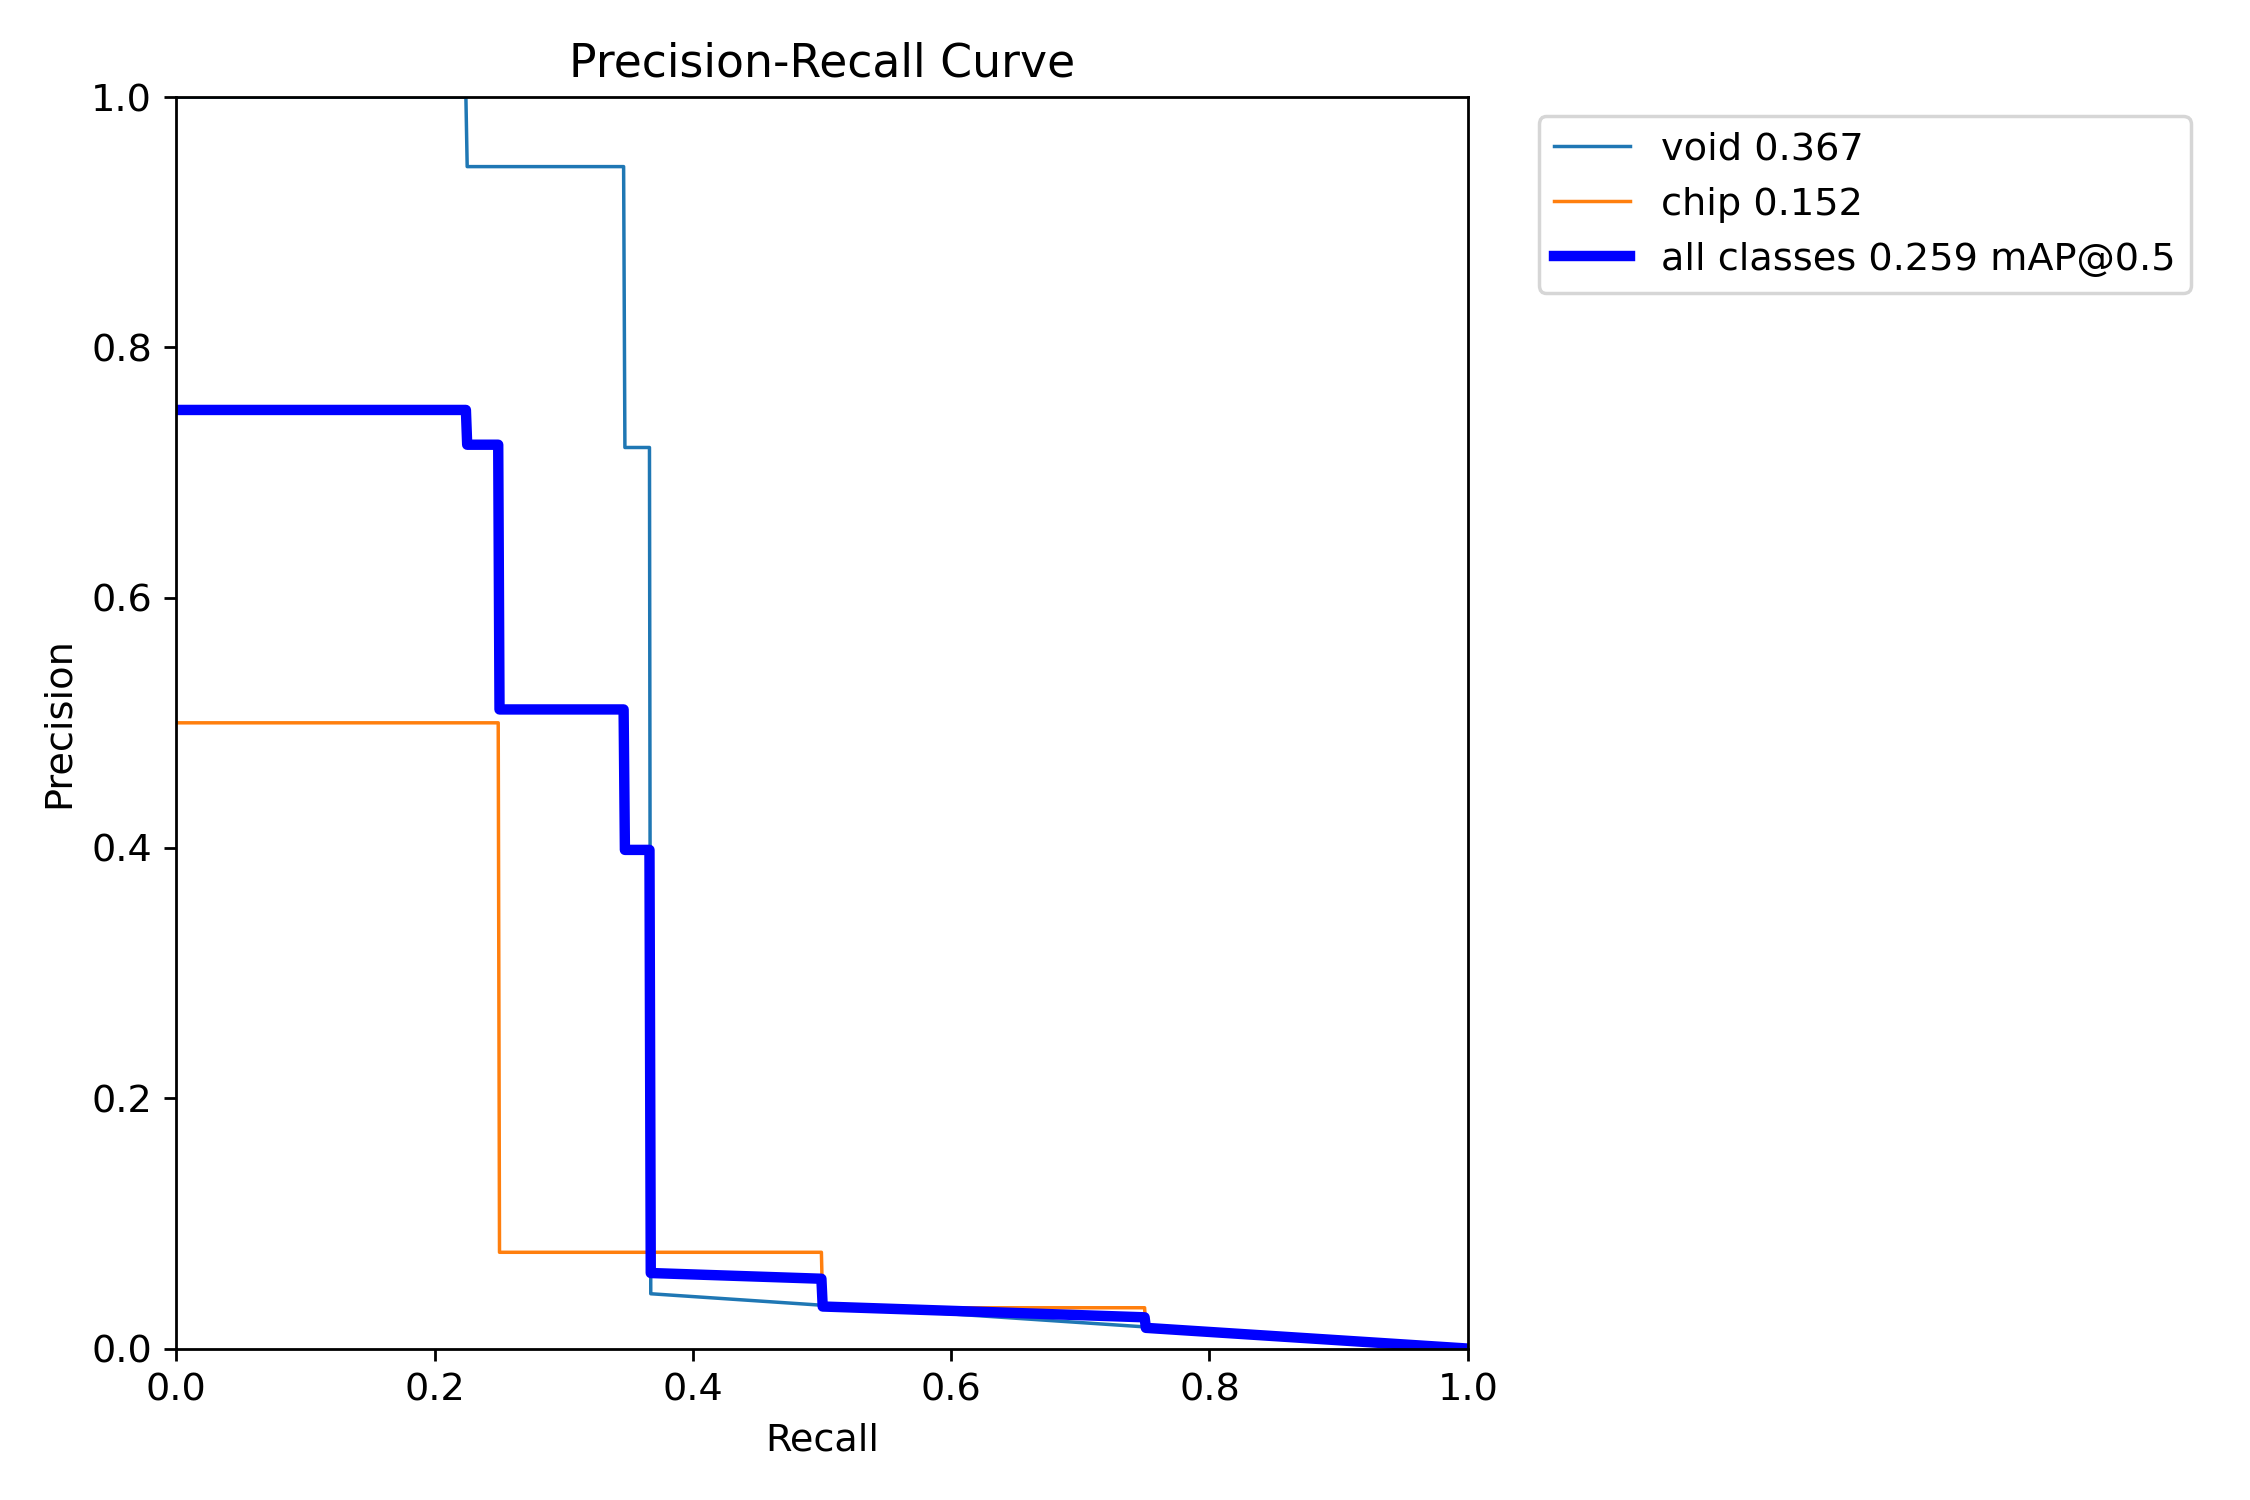 Precision-Recall Curve
1.0
0.8
0.6
0.4
0.2
0.0
Precision
0.0 0.2 0.4 0.6 0.8 1.0
Recall
void 0.367
chip 0.152
all classes 0.259 mAP@0.5